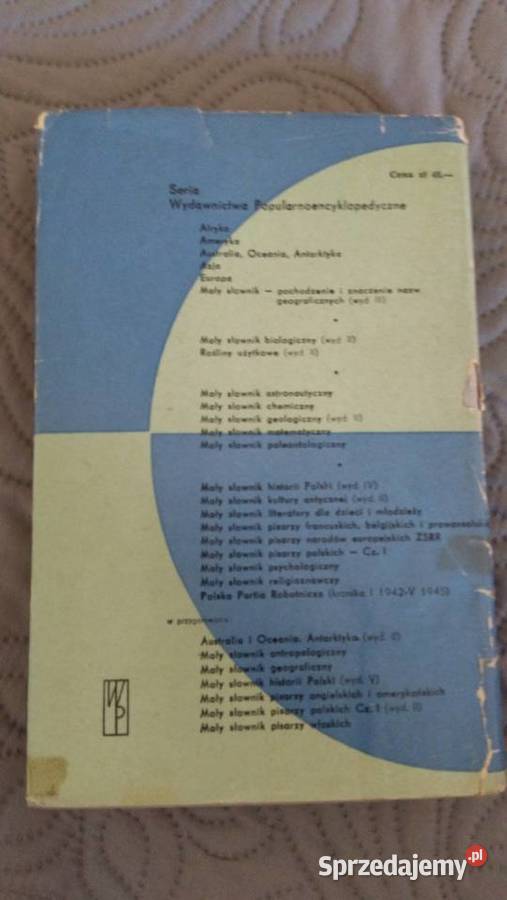 Cena zł 45,—
Seria
Wydawnictwa Popularnoencyklopedyczne
Afryka
Ameryka
Australia, Oceania, Antarktyka
Azja
Europa
Mały słownik — pochodzenie i znaczenie nazw
geograficznych (wyd. III)
•
Mały słownik biologiczny (wyd. II)
Rośliny użytkowe (wyd. II)
•
Mały słownik astronautyczny
Mały słownik chemiczny
Mały słownik geologiczny (wyd. II)
Mały słownik matematyczny
Mały słownik paleontologiczny
•
Mały słownik historii Polski (wyd. IV)
Mały słownik kultury antycznej (wyd. II)
Mały słownik literatury dla dzieci i młodzieży
Mały słownik pisarzy francuskich, belgijskich i prowansalskich
Mały słownik pisarzy narodów europejskich ZSRR
Mały słownik pisarzy polskich — Cz. I
Mały słownik psychologiczny
Mały słownik religioznawczy
Polska Partia Robotnicza (kronika I 1942-V 1945)
w przygotowaniu
Australia i Oceania. Antarktyka (wyd. II)
Mały słownik antropologiczny
Mały słownik geograficzny
Mały słownik historii Polski (wyd. V)
Mały słownik pisarzy angielskich i amerykańskich
Mały słownik pisarzy polskich Cz. I (wyd. II)
Mały słownik pisarzy włoskich
WP
Sprzedajemy.pl